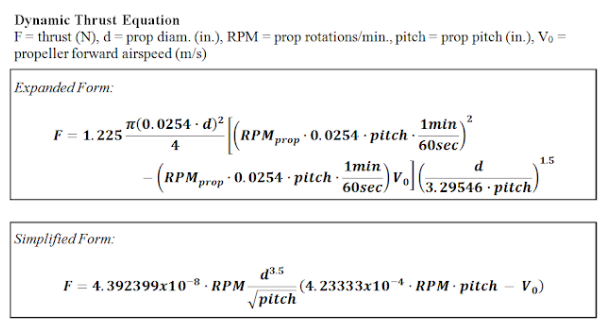 Dynamic Thrust Equation
F = thrust (N), d = prop diam. (in.), RPM = prop rotations/min., pitch = prop pitch (in.), V₀ =
propeller forward airspeed (m/s)
Expanded Form:
F = 1.225 π(0.0254 · d)²/4 [(RPMₚᵣₒₚ · 0.0254 · pitch · 1min/60sec)²
− (RPMₚᵣₒₚ · 0.0254 · pitch · 1min/60sec) V₀] (d/3.29546 · pitch)^1.5
Simplified Form:
F = 4.392399x10⁻⁸ · RPM d^3.5/√pitch (4.23333x10⁻⁴ · RPM · pitch − V₀)